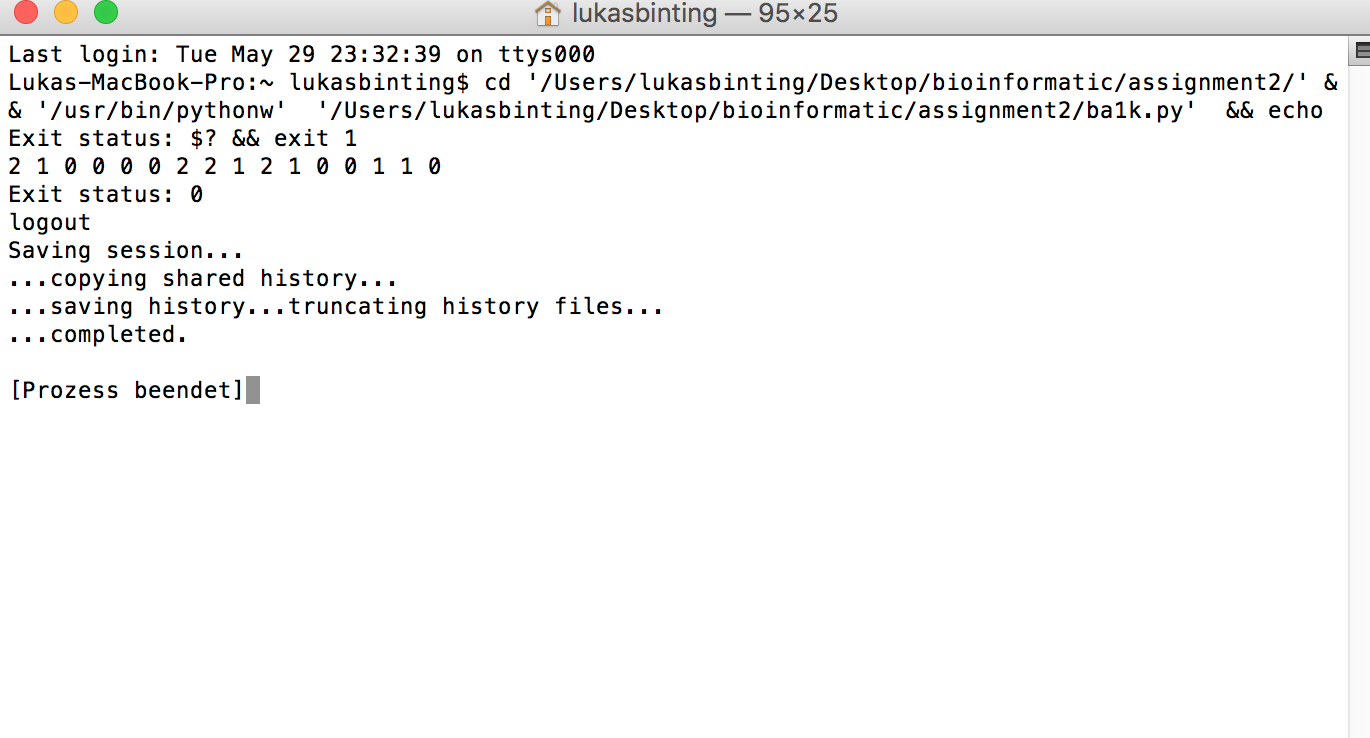 lukasbinting — 95×25
Last login: Tue May 29 23:32:39 on ttys000
Lukas-MacBook-Pro:~ lukasbinting$ cd '/Users/lukasbinting/Desktop/bioinformatic/assignment2/' &
& '/usr/bin/pythonw'  '/Users/lukasbinting/Desktop/bioinformatic/assignment2/ba1k.py'  && echo
Exit status: $? && exit 1
2 1 0 0 0 0 2 2 1 2 1 0 0 1 1 0
Exit status: 0
logout
Saving session...
...copying shared history...
...saving history...truncating history files...
...completed.
[Prozess beendet]